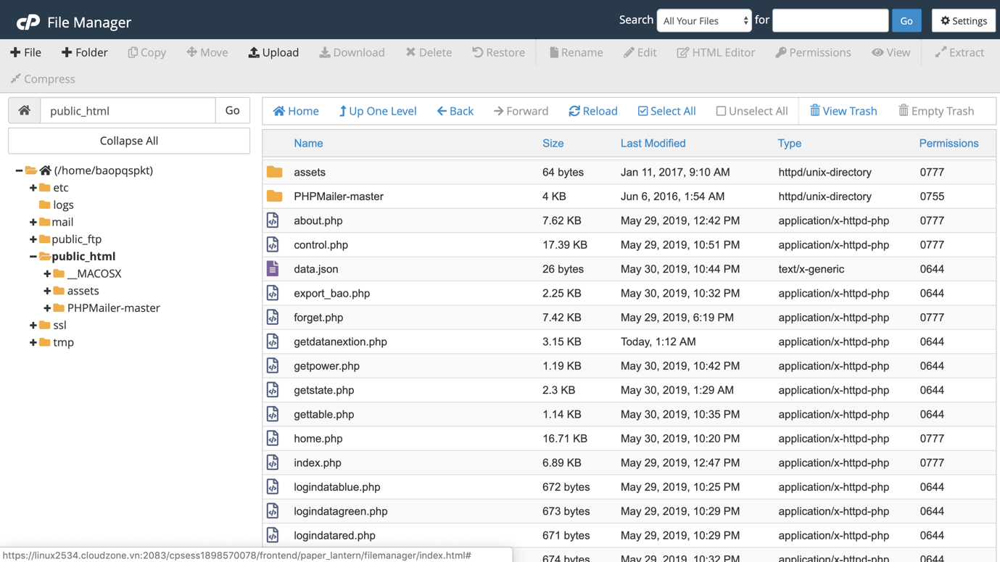 cP File Manager
Search All Your Files for Go Settings
File Folder Copy Move Upload Download Delete Restore Rename Edit HTML Editor Permissions View Extract
Compress
public_html Go
Collapse All
(/home/baopqspkt)
etc
logs
mail
public_ftp
public_html
__MACOSX
assets
PHPMailer-master
ssl
tmp
Home Up One Level Back Forward Reload Select All Unselect All View Trash Empty Trash
Name Size Last Modified Type Permissions
assets 64 bytes Jan 11, 2017, 9:10 AM httpd/unix-directory 0777
PHPMailer-master 4 KB Jun 6, 2016, 1:54 AM httpd/unix-directory 0755
about.php 7.62 KB May 29, 2019, 12:42 PM application/x-httpd-php 0777
control.php 17.39 KB May 29, 2019, 10:51 PM application/x-httpd-php 0777
data.json 26 bytes May 30, 2019, 10:44 PM text/x-generic 0644
export_bao.php 2.25 KB May 30, 2019, 10:32 PM application/x-httpd-php 0644
forget.php 7.42 KB May 29, 2019, 6:19 PM application/x-httpd-php 0777
getdatanextion.php 3.15 KB Today, 1:12 AM application/x-httpd-php 0644
getpower.php 1.19 KB May 30, 2019, 10:42 PM application/x-httpd-php 0644
getstate.php 2.3 KB May 30, 2019, 1:29 AM application/x-httpd-php 0644
gettable.php 1.14 KB May 30, 2019, 10:35 PM application/x-httpd-php 0644
home.php 16.71 KB May 30, 2019, 10:20 PM application/x-httpd-php 0777
index.php 6.89 KB May 29, 2019, 12:47 PM application/x-httpd-php 0777
logindatablue.php 672 bytes May 29, 2019, 10:25 PM application/x-httpd-php 0644
logindatagreen.php 673 bytes May 29, 2019, 10:29 PM application/x-httpd-php 0644
logindatared.php 671 bytes May 29, 2019, 10:29 PM application/x-httpd-php 0644
674 bytes May 29, 2019, 10:30 PM application/x-httpd-php 0644
https://linux2534.cloudzone.vn:2083/cpsess1898570078/frontend/paper_lantern/filemanager/index.html#